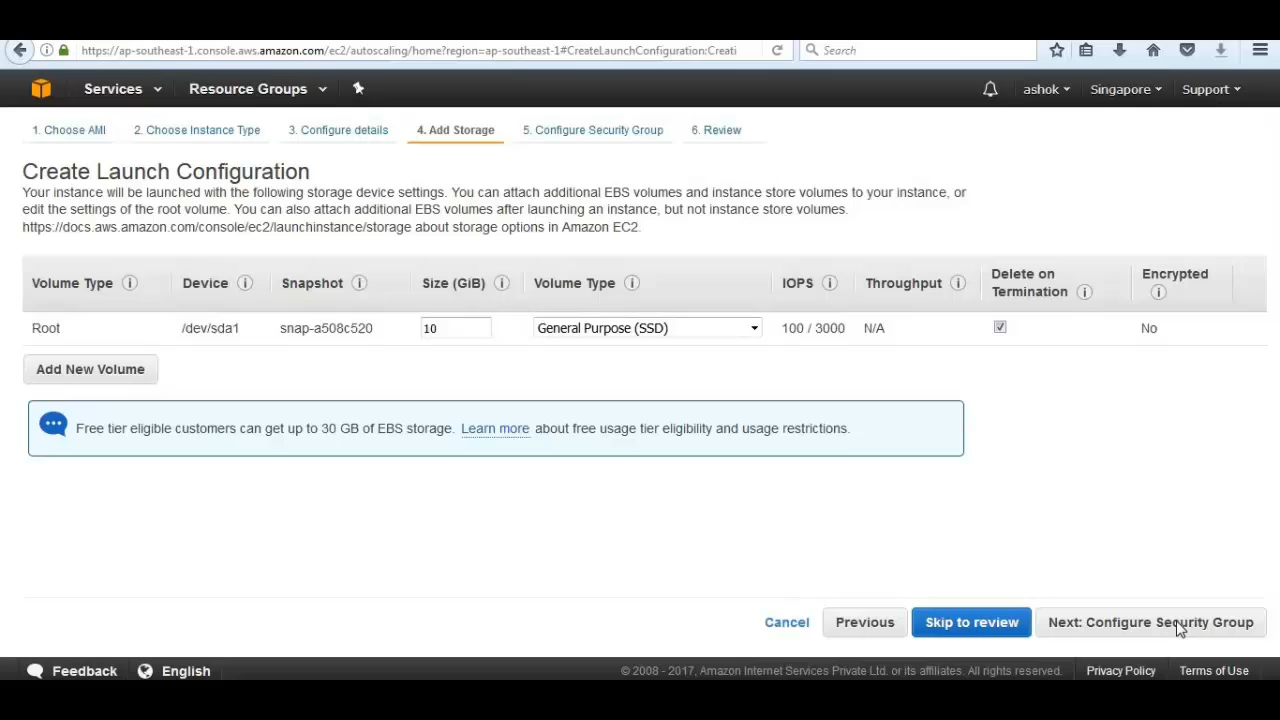 https://ap-southeast-1.console.aws.amazon.com/ec2/autoscaling/home?region=ap-southeast-1#CreateLaunchConfiguration:Creati
Search
Services
Resource Groups
ashok
Singapore
Support
1. Choose AMI
2. Choose Instance Type
3. Configure details
4. Add Storage
5. Configure Security Group
6. Review
Create Launch Configuration
Your instance will be launched with the following storage device settings. You can attach additional EBS volumes and instance store volumes to your instance, or
edit the settings of the root volume. You can also attach additional EBS volumes after launching an instance, but not instance store volumes.
https://docs.aws.amazon.com/console/ec2/launchinstance/storage about storage options in Amazon EC2.
Volume Type
Device
Snapshot
Size (GiB)
Volume Type
IOPS
Throughput
Delete on
Termination
Encrypted
Root
/dev/sda1
snap-a508c520
10
General Purpose (SSD)
100 / 3000
N/A
No
Add New Volume
Free tier eligible customers can get up to 30 GB of EBS storage. Learn more about free usage tier eligibility and usage restrictions.
Cancel
Previous
Skip to review
Next: Configure Security Group
Feedback
English
© 2008 - 2017, Amazon Internet Services Private Ltd. or its affiliates. All rights reserved.
Privacy Policy
Terms of Use